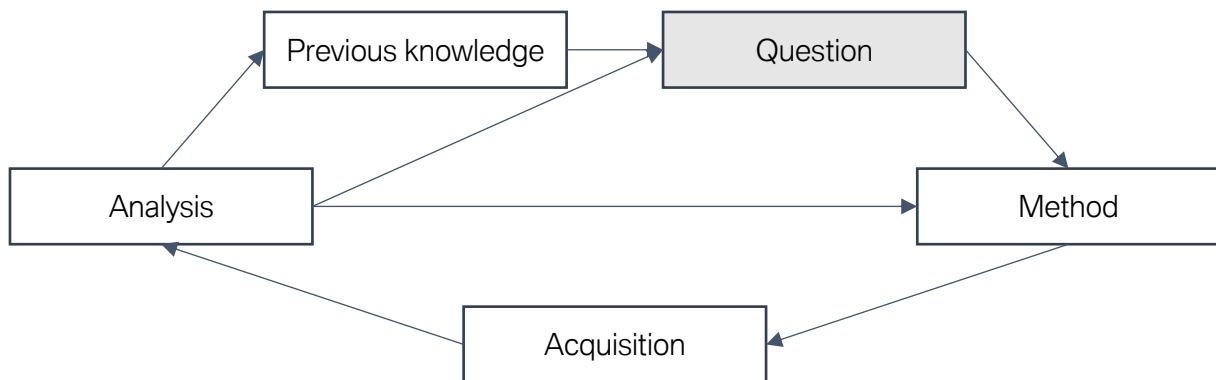 Previous knowledge
Question
Analysis
Method
Acquisition